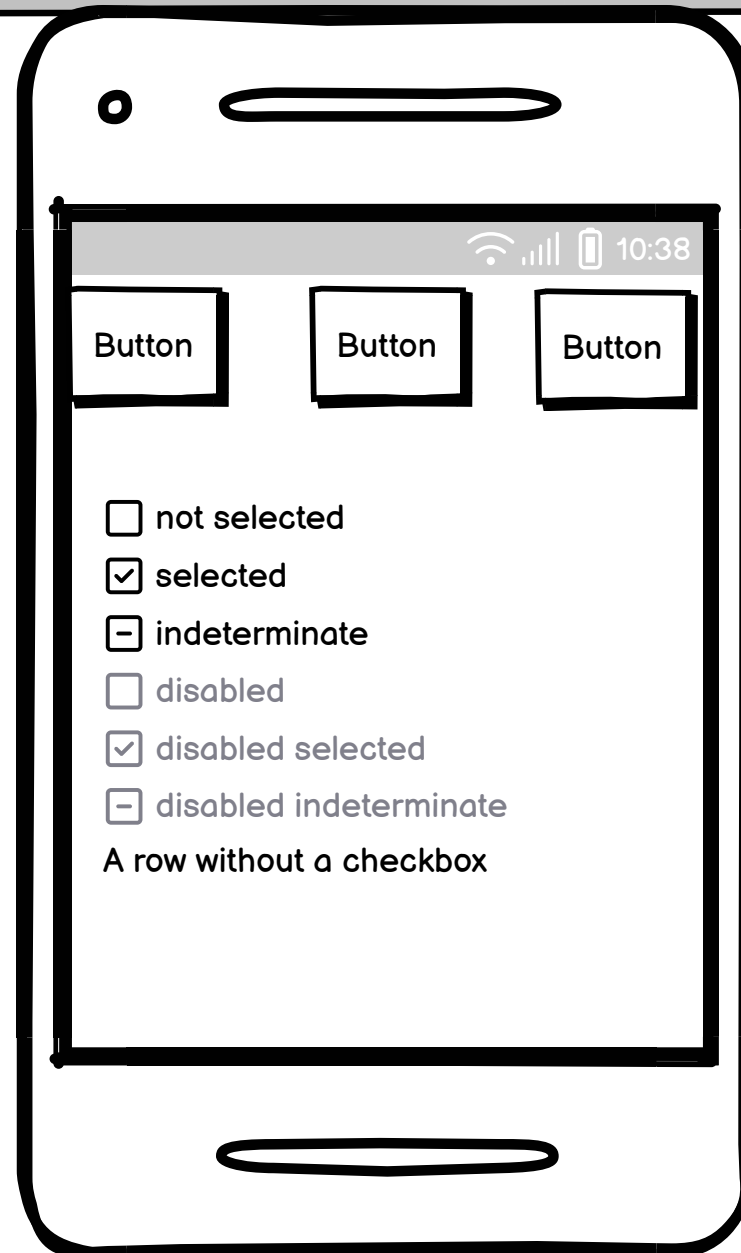 10:38
Button Button Button
not selected
selected
indeterminate
disabled
disabled selected
disabled indeterminate
A row without a checkbox